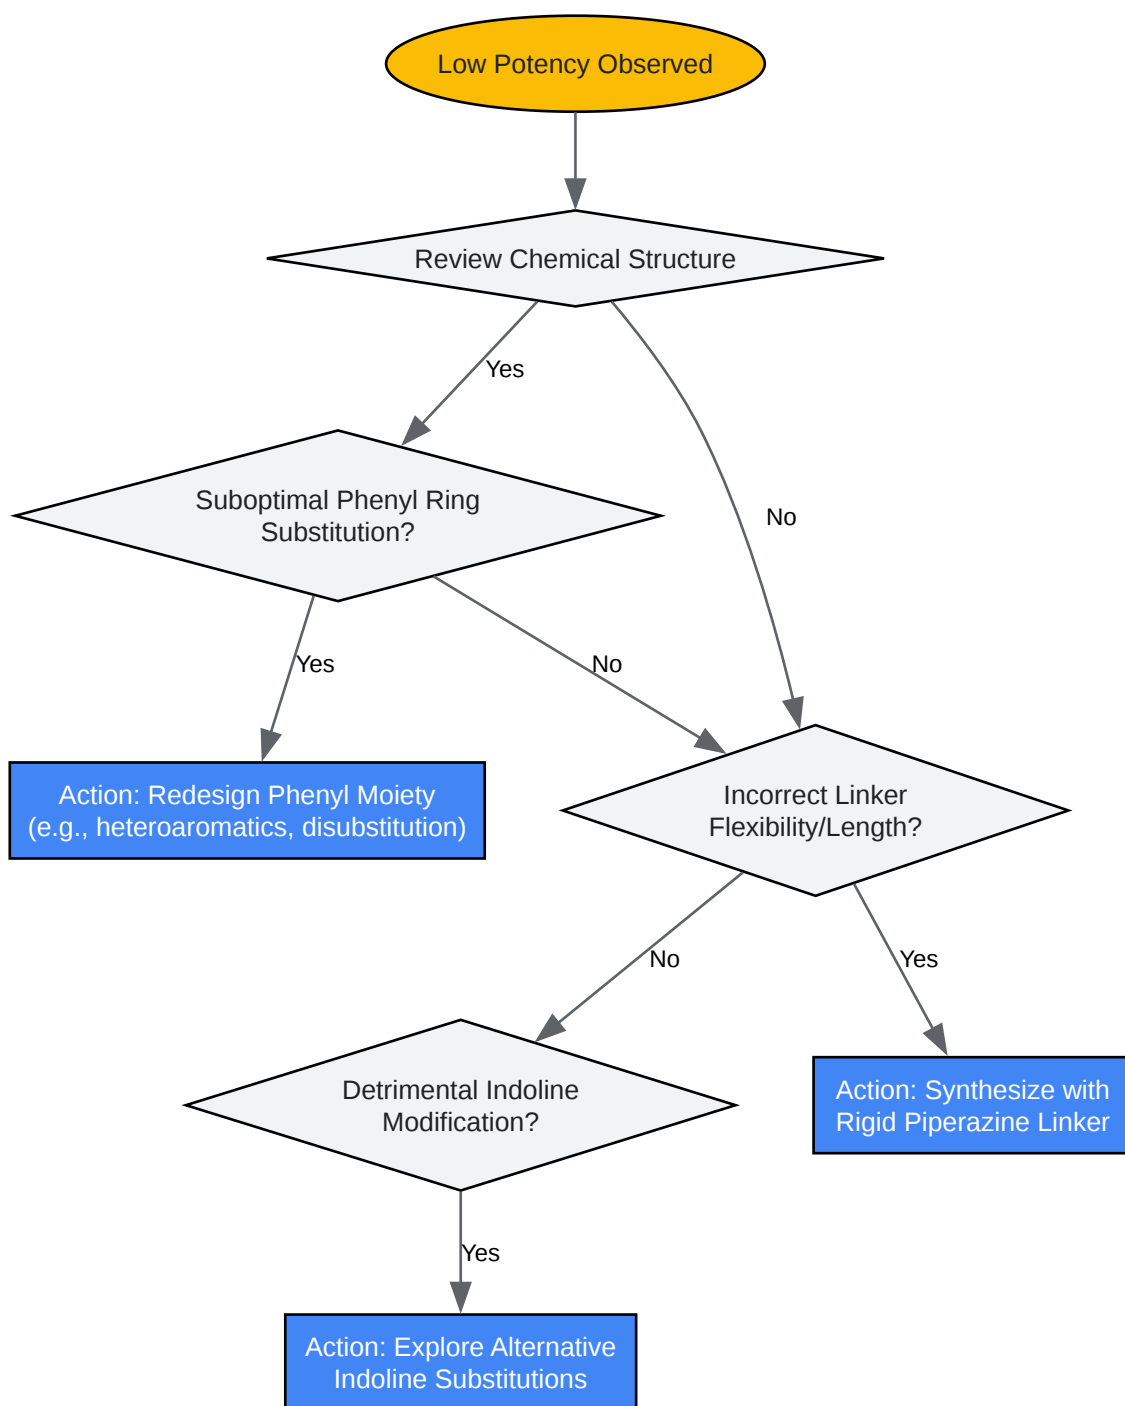 Low Potency Observed
Review Chemical Structure
Yes
Suboptimal Phenyl Ring
Substitution?
No
Yes
No
Action: Redesign Phenyl Moiety
(e.g., heteroaromatics, disubstitution)
Incorrect Linker
Flexibility/Length?
No
Yes
Detrimental Indoline
Modification?
Action: Synthesize with
Rigid Piperazine Linker
Yes
Action: Explore Alternative
Indoline Substitutions